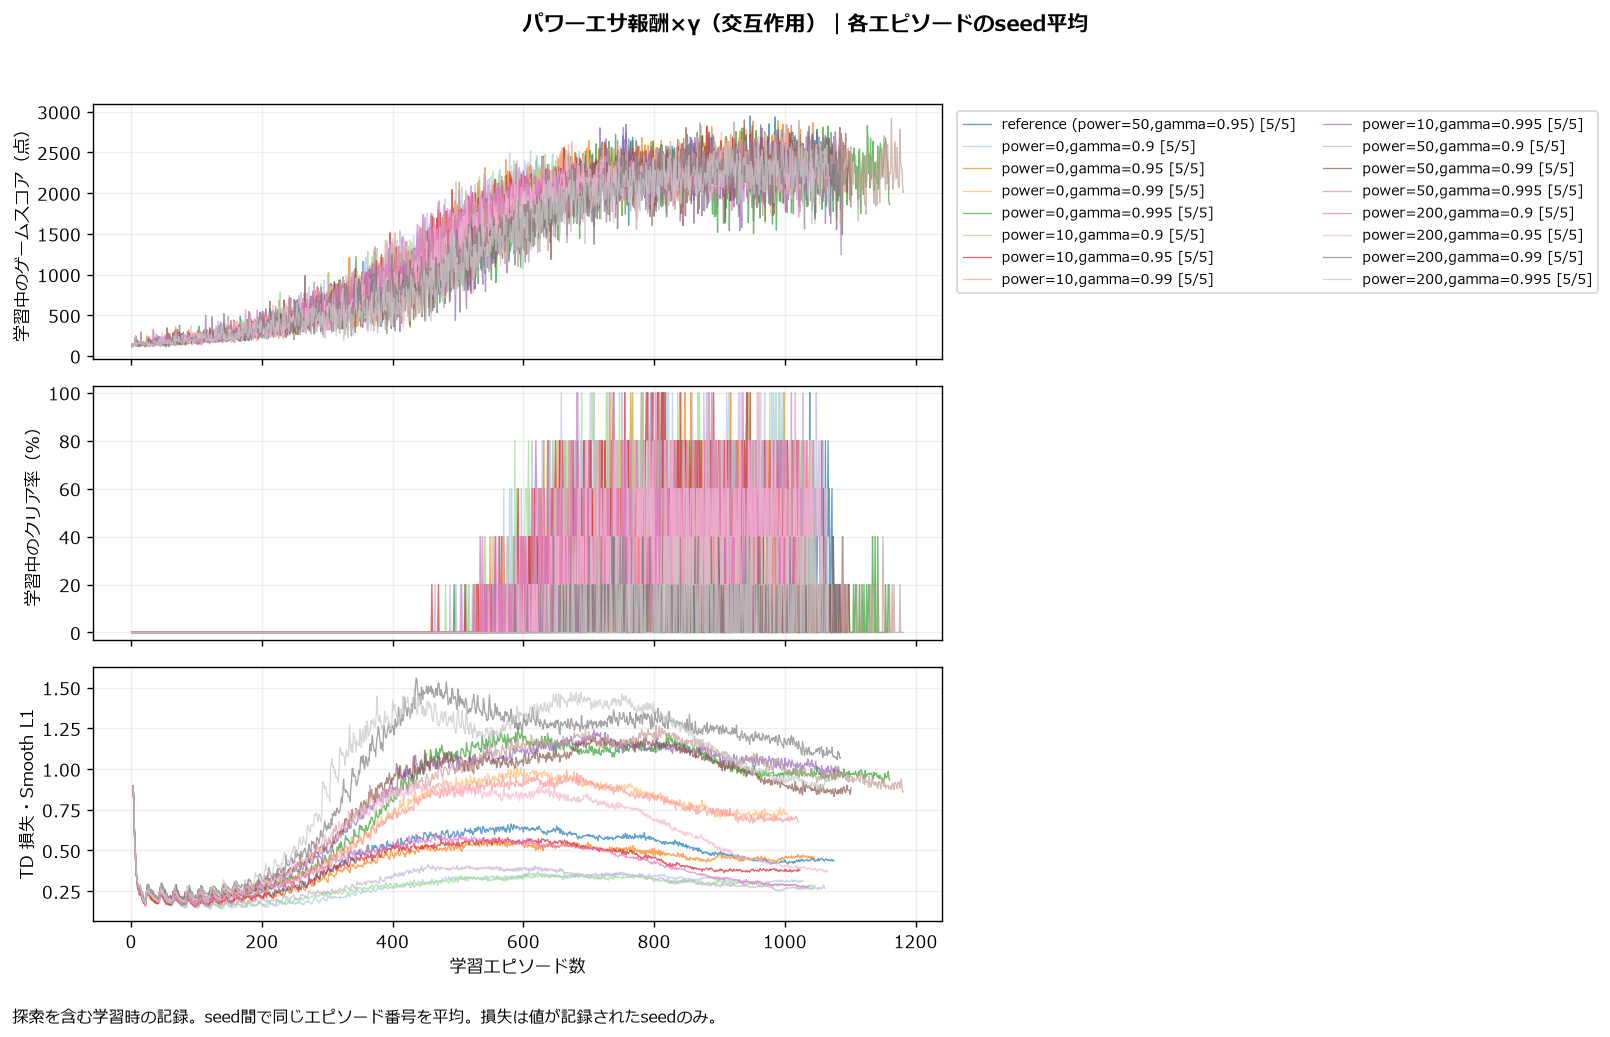 パワーエサ報酬×γ（交互作用）｜各エピソードのseed平均
学習中のゲームスコア（点）
3000
2500
2000
1500
1000
500
0
reference (power=50,gamma=0.95) [5/5]
power=0,gamma=0.9 [5/5]
power=0,gamma=0.95 [5/5]
power=0,gamma=0.99 [5/5]
power=0,gamma=0.995 [5/5]
power=10,gamma=0.9 [5/5]
power=10,gamma=0.95 [5/5]
power=10,gamma=0.99 [5/5]
power=10,gamma=0.995 [5/5]
power=50,gamma=0.9 [5/5]
power=50,gamma=0.99 [5/5]
power=50,gamma=0.995 [5/5]
power=200,gamma=0.9 [5/5]
power=200,gamma=0.95 [5/5]
power=200,gamma=0.99 [5/5]
power=200,gamma=0.995 [5/5]
学習中のクリア率（%）
100
80
60
40
20
0
TD 損失・Smooth L1
1.50
1.25
1.00
0.75
0.50
0.25
0 200 400 600 800 1000 1200
学習エピソード数
探索を含む学習時の記録。seed間で同じエピソード番号を平均。損失は値が記録されたseedのみ。